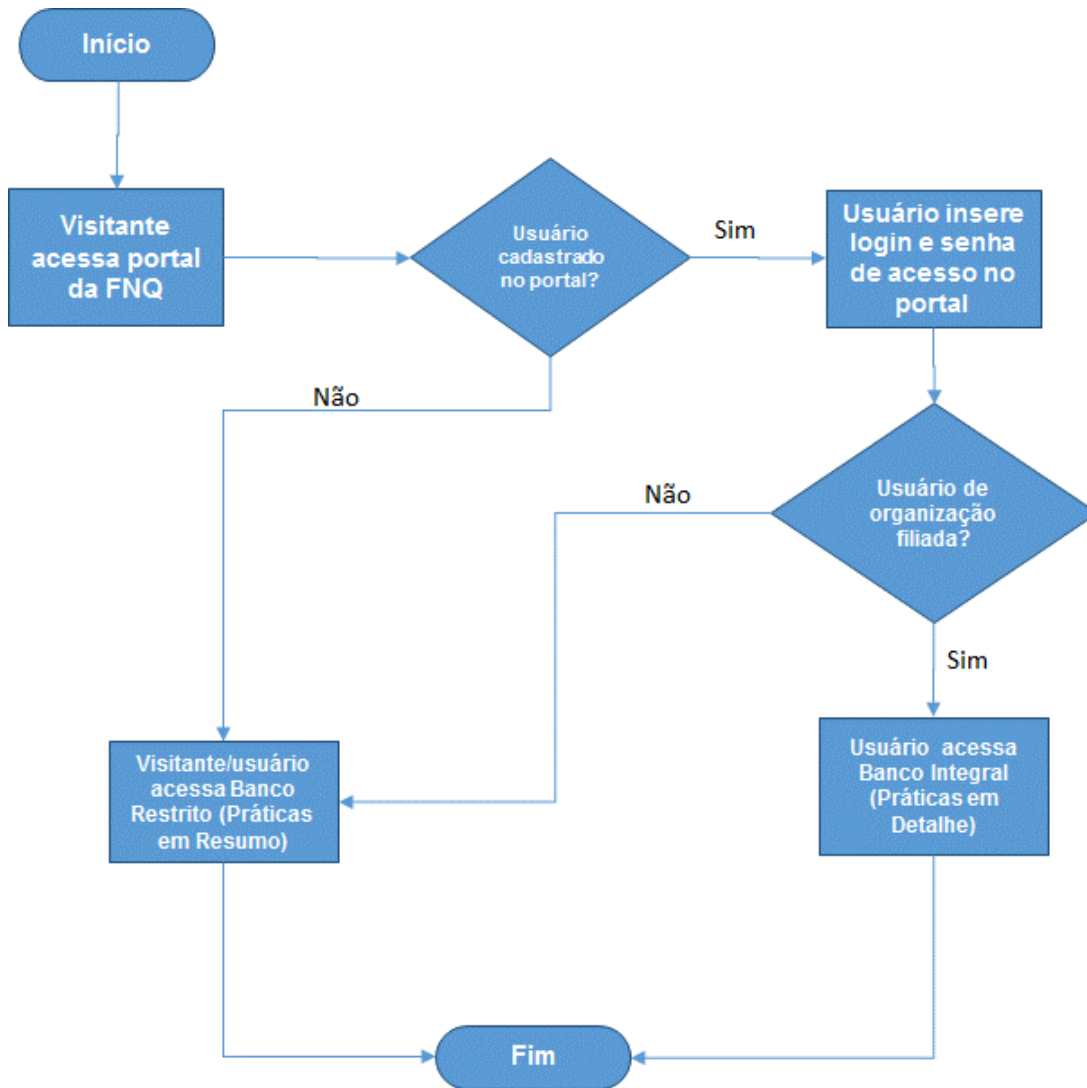 Início
Visitante
acessa portal
da FNQ
Usuário
cadastrado
no portal?
Sim
Usuário insere
login e senha
de acesso no
portal
Não
Usuário de
organização
filiada?
Não
Sim
Visitante/usuário
acessa Banco
Restrito (Práticas
em Resumo)
Usuário acessa
Banco Integral
(Práticas em
Detalhe)
Fim